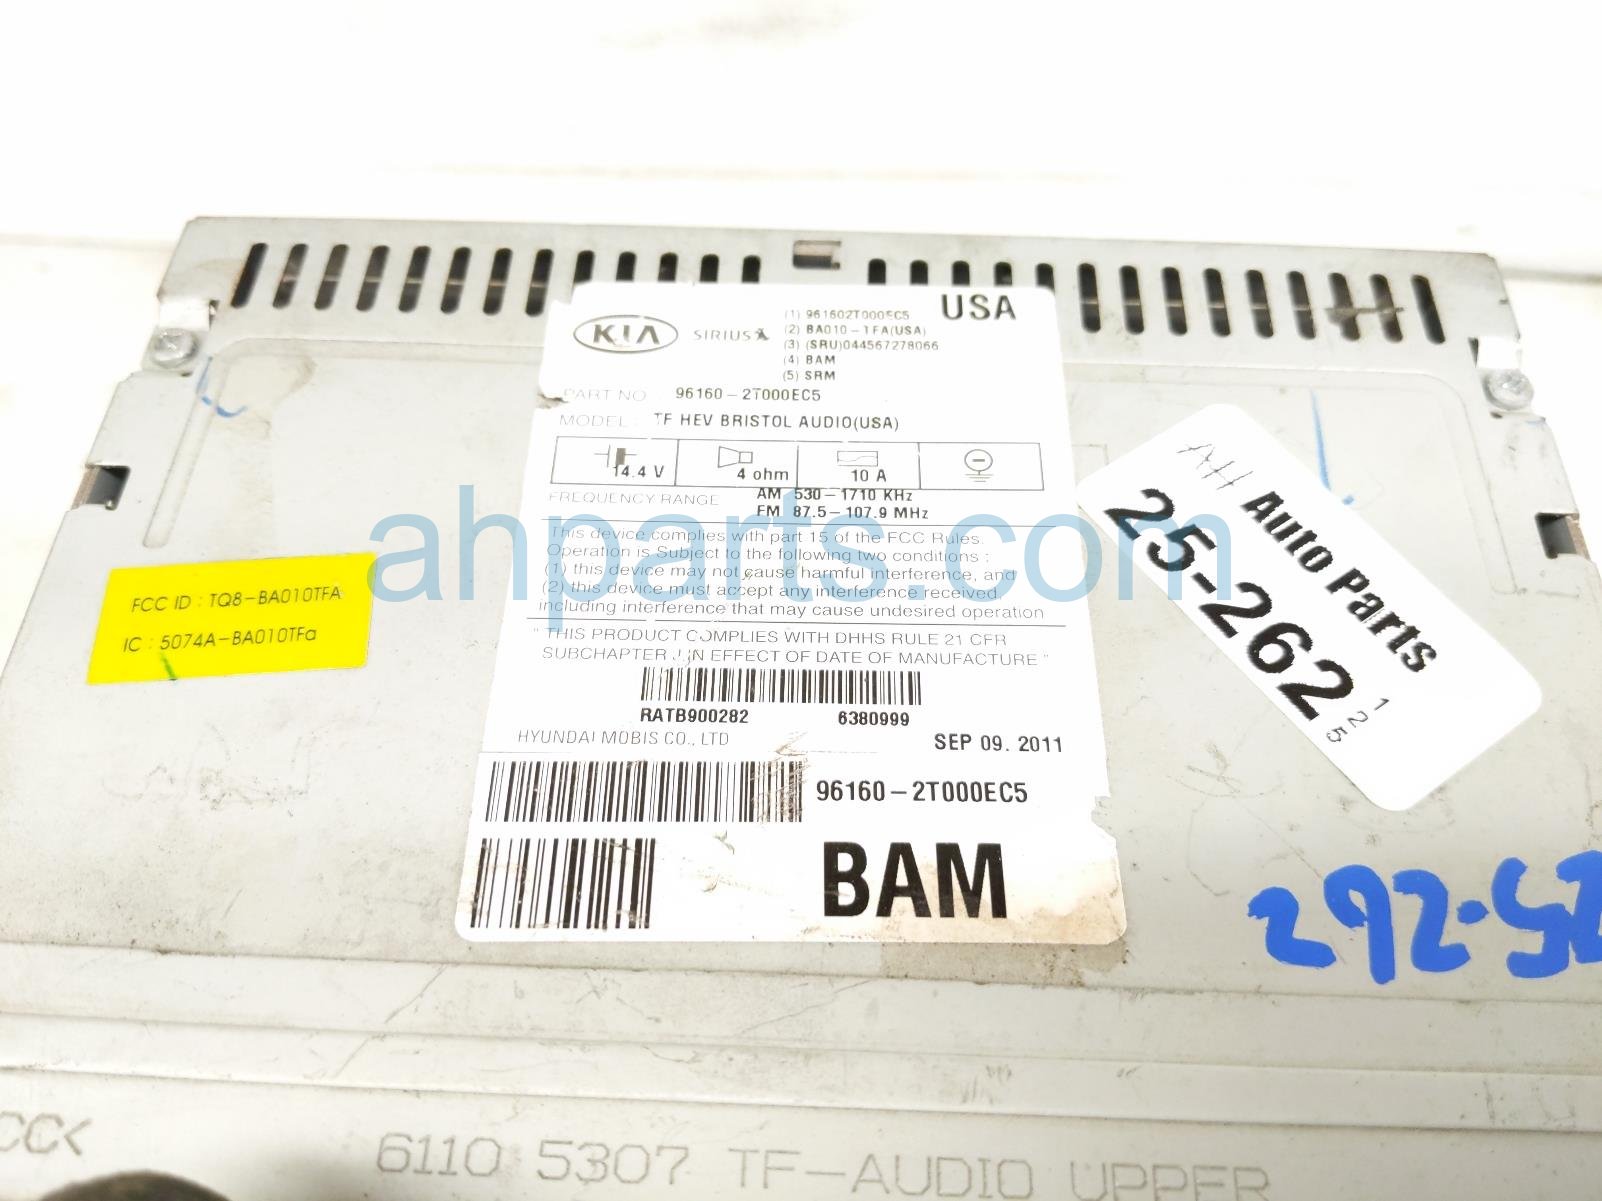 USA
KIA
SIRIUS
(1) 961602T000EC5
(2) BA010-TFA(USA)
(3) (SRU)044567278066
(4) BAM
(5) SRM
PART NO 96160-2T000EC5
MODEL : TF HEV BRISTOL AUDIO(USA)
14.4 V
4 ohm
10 A
FREQUENCY RANGE AM 530-1710 KHz
FM 87.5-107.9 MHz
This device complies with part 15 of the FCC Rules.
Operation is Subject to the following two conditions :
(1) this device may not cause harmful interference, and
(2) this device must accept any interference received.
including interference that may cause undesired operation
" THIS PRODUCT COMPLIES WITH DHHS RULE 21 CFR
SUBCHAPTER J IN EFFECT OF DATE OF MANUFACTURE "
RATB900282 6380999
HYUNDAI MOBIS CO., LTD SEP 09. 2011
96160-2T000EC5
BAM
FCC ID : TQ8-BA010TFA
IC : 5074A-BA010TFa
AH Auto Parts
25-262
125
ahparts.com
6110 5307 TF-AUDIO UPPER